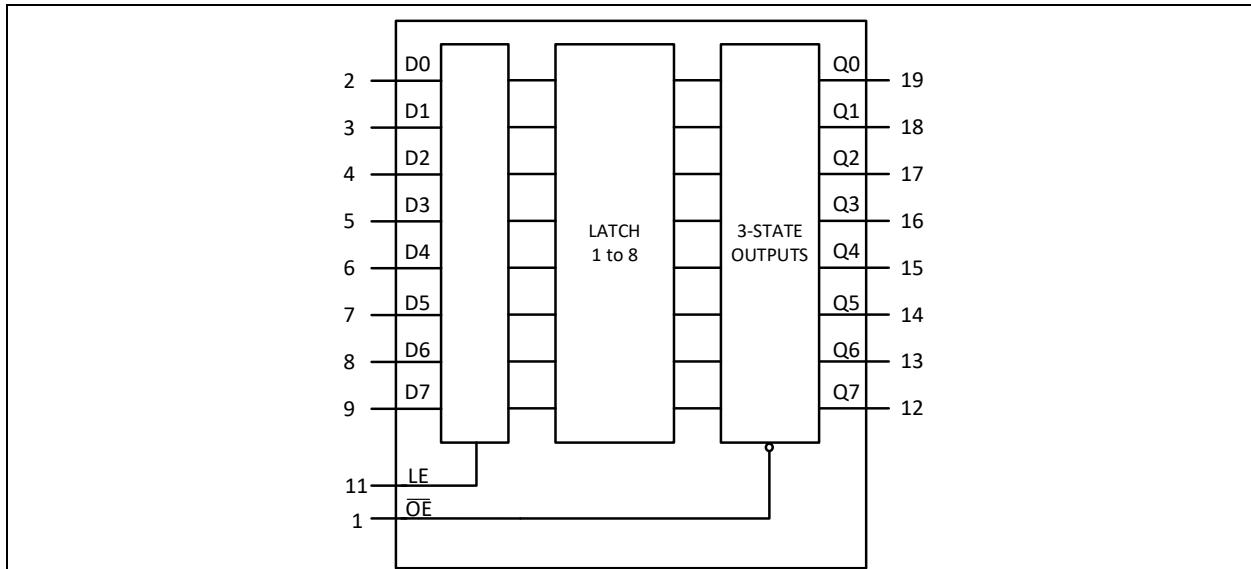 2 D0 Q0 19
3 D1 Q1 18
4 D2 Q2 17
5 D3 Q3 16
LATCH 3-STATE
1 to 8 OUTPUTS
6 D4 Q4 15
7 D5 Q5 14
8 D6 Q6 13
9 D7 Q7 12
11 LE
1 O̅E̅